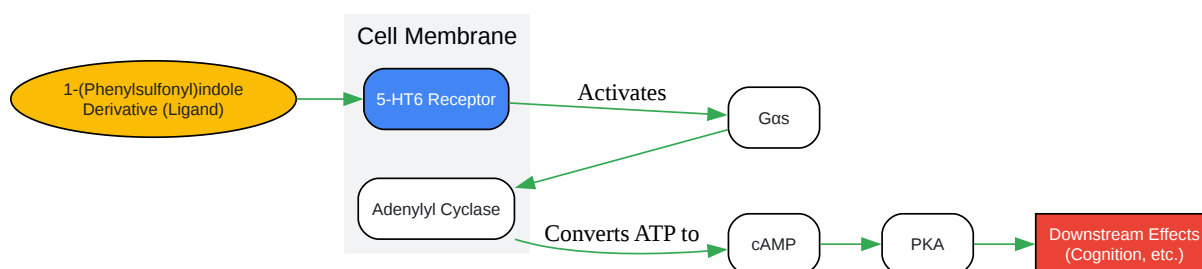 Cell Membrane
1-(Phenylsulfonyl)indole
Derivative (Ligand)
5-HT6 Receptor
Activates
Gαs
Adenylyl Cyclase
Converts ATP to
cAMP
PKA
Downstream Effects
(Cognition, etc.)